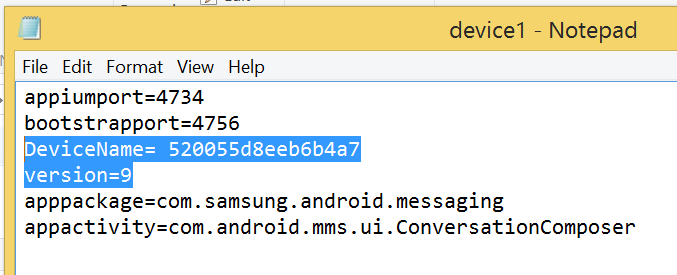 device1 - Notepad
File Edit Format View Help
appiumport=4734
bootstrapport=4756
DeviceName= 520055d8eeb6b4a7
version=9
apppackage=com.samsung.android.messaging
appactivity=com.android.mms.ui.ConversationComposer